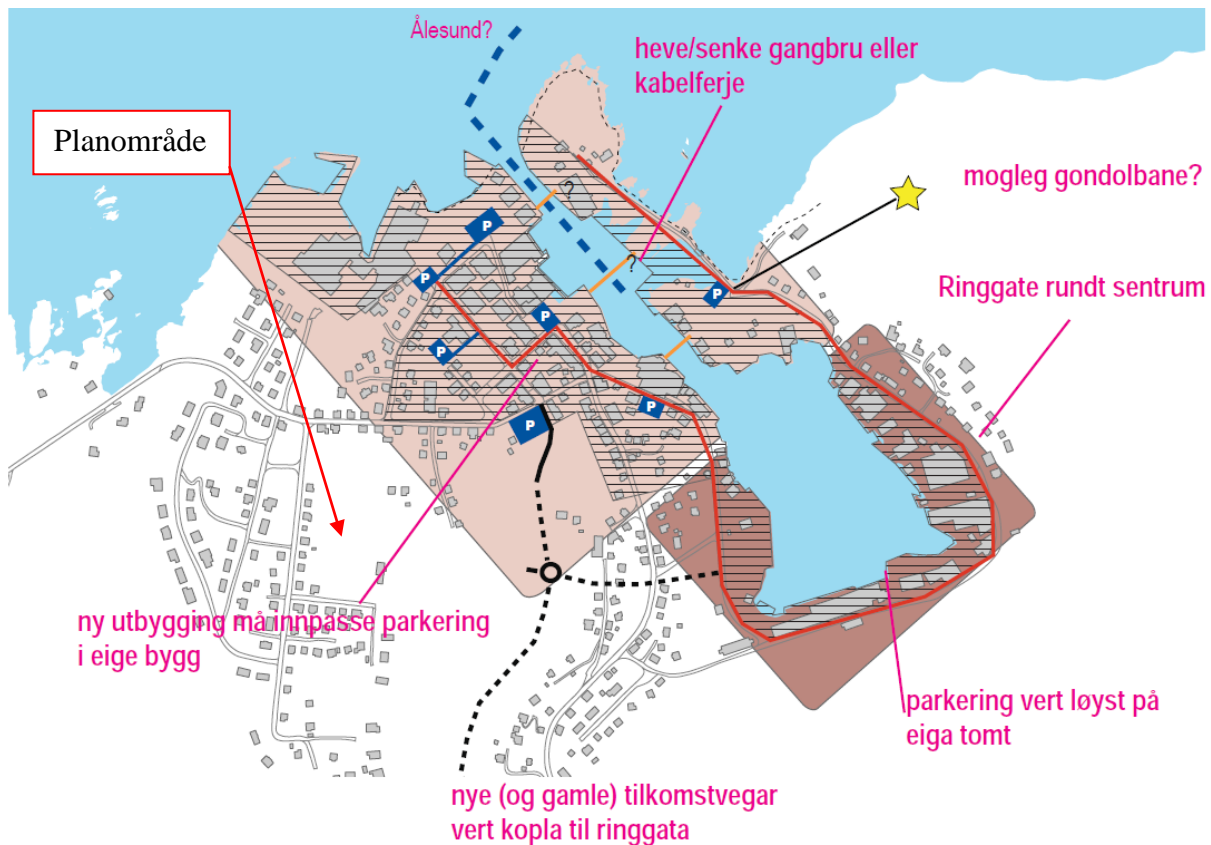 Ålesund?
heve/senke gangbru eller
kabelferje
Planområde
mogleg gondolbane?
?
P
?
P
Ringgate rundt sentrum
P
P
P
P
P
ny utbygging må innpasse parkering
i eige bygg
parkering vert løyst på
eiga tomt
nye (og gamle) tilkomstvegar
vert kopla til ringgata